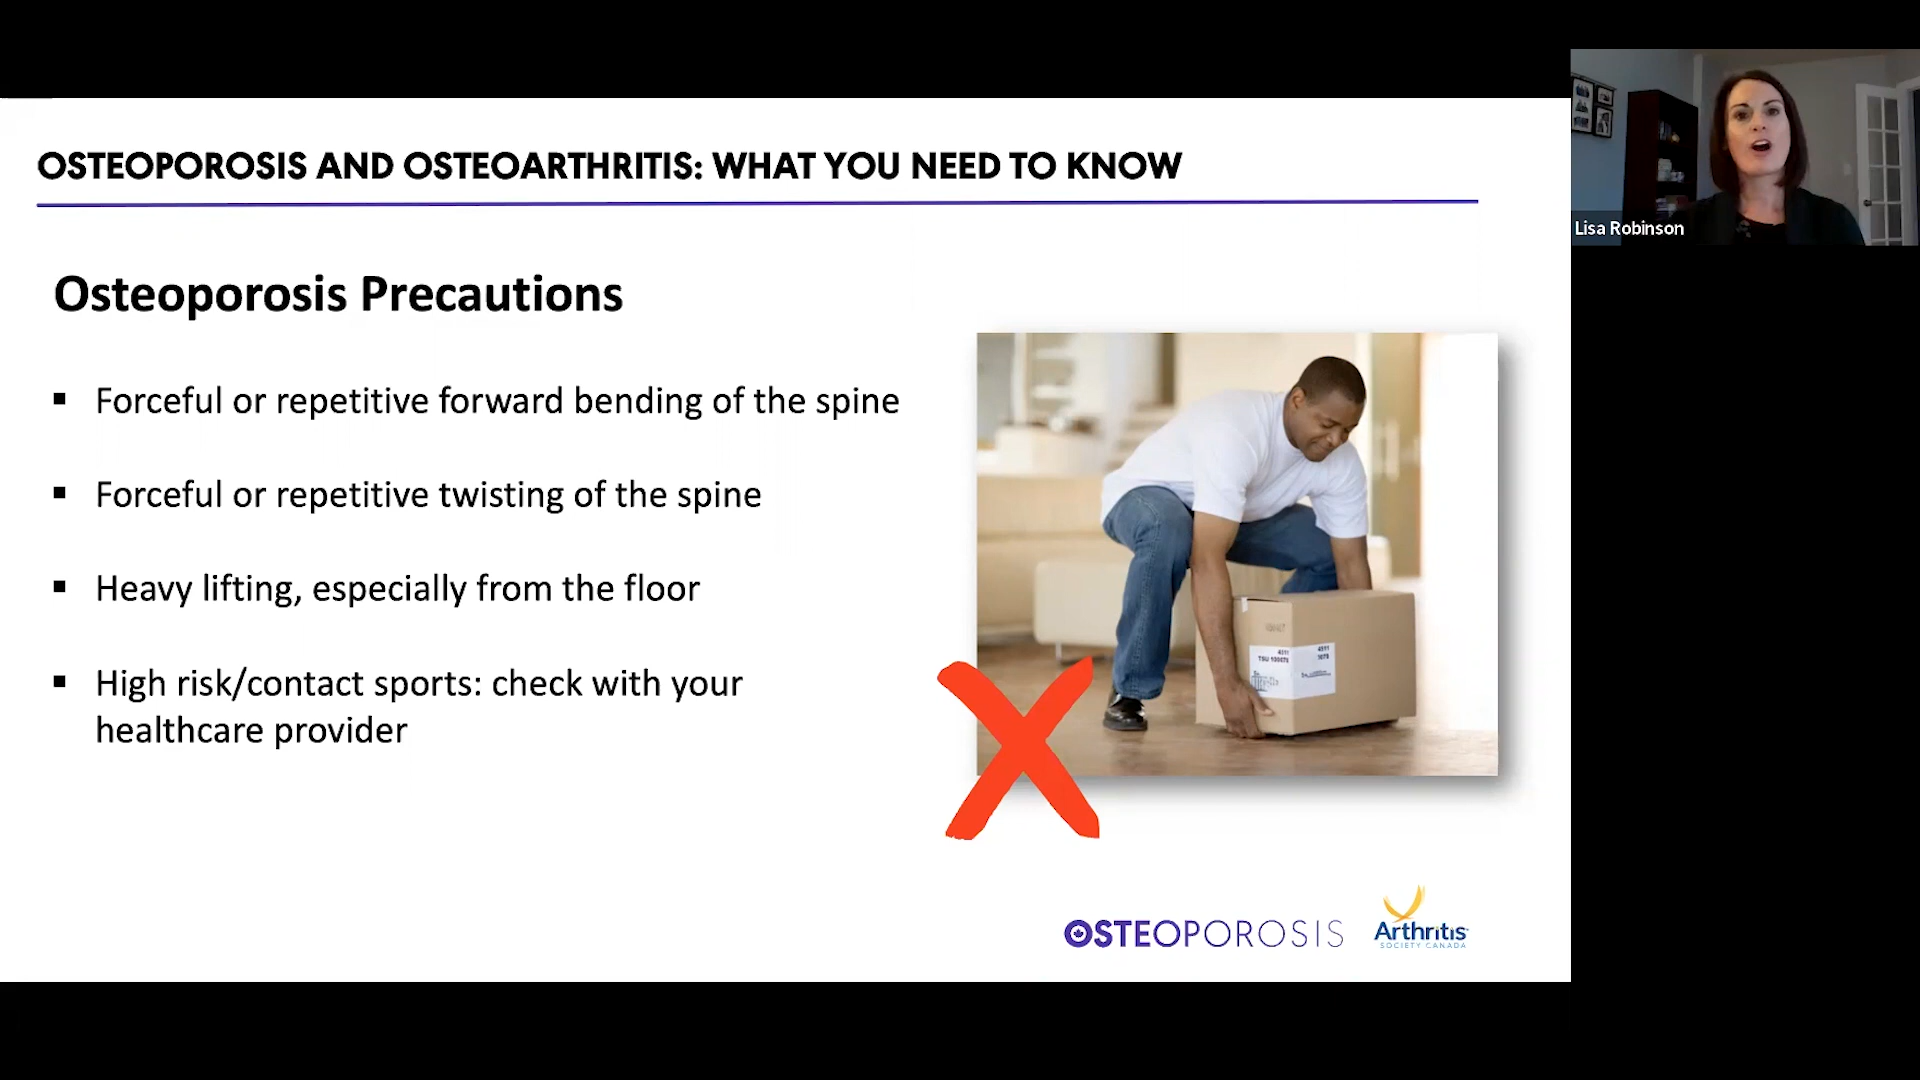 OSTEOPOROSIS AND OSTEOARTHRITIS: WHAT YOU NEED TO KNOW
Lisa Robinson
Osteoporosis Precautions
▪ Forceful or repetitive forward bending of the spine
▪ Forceful or repetitive twisting of the spine
▪ Heavy lifting, especially from the floor
▪ High risk/contact sports: check with your
healthcare provider
OSTEOPOROSIS
Arthritis
SOCIETY CANADA